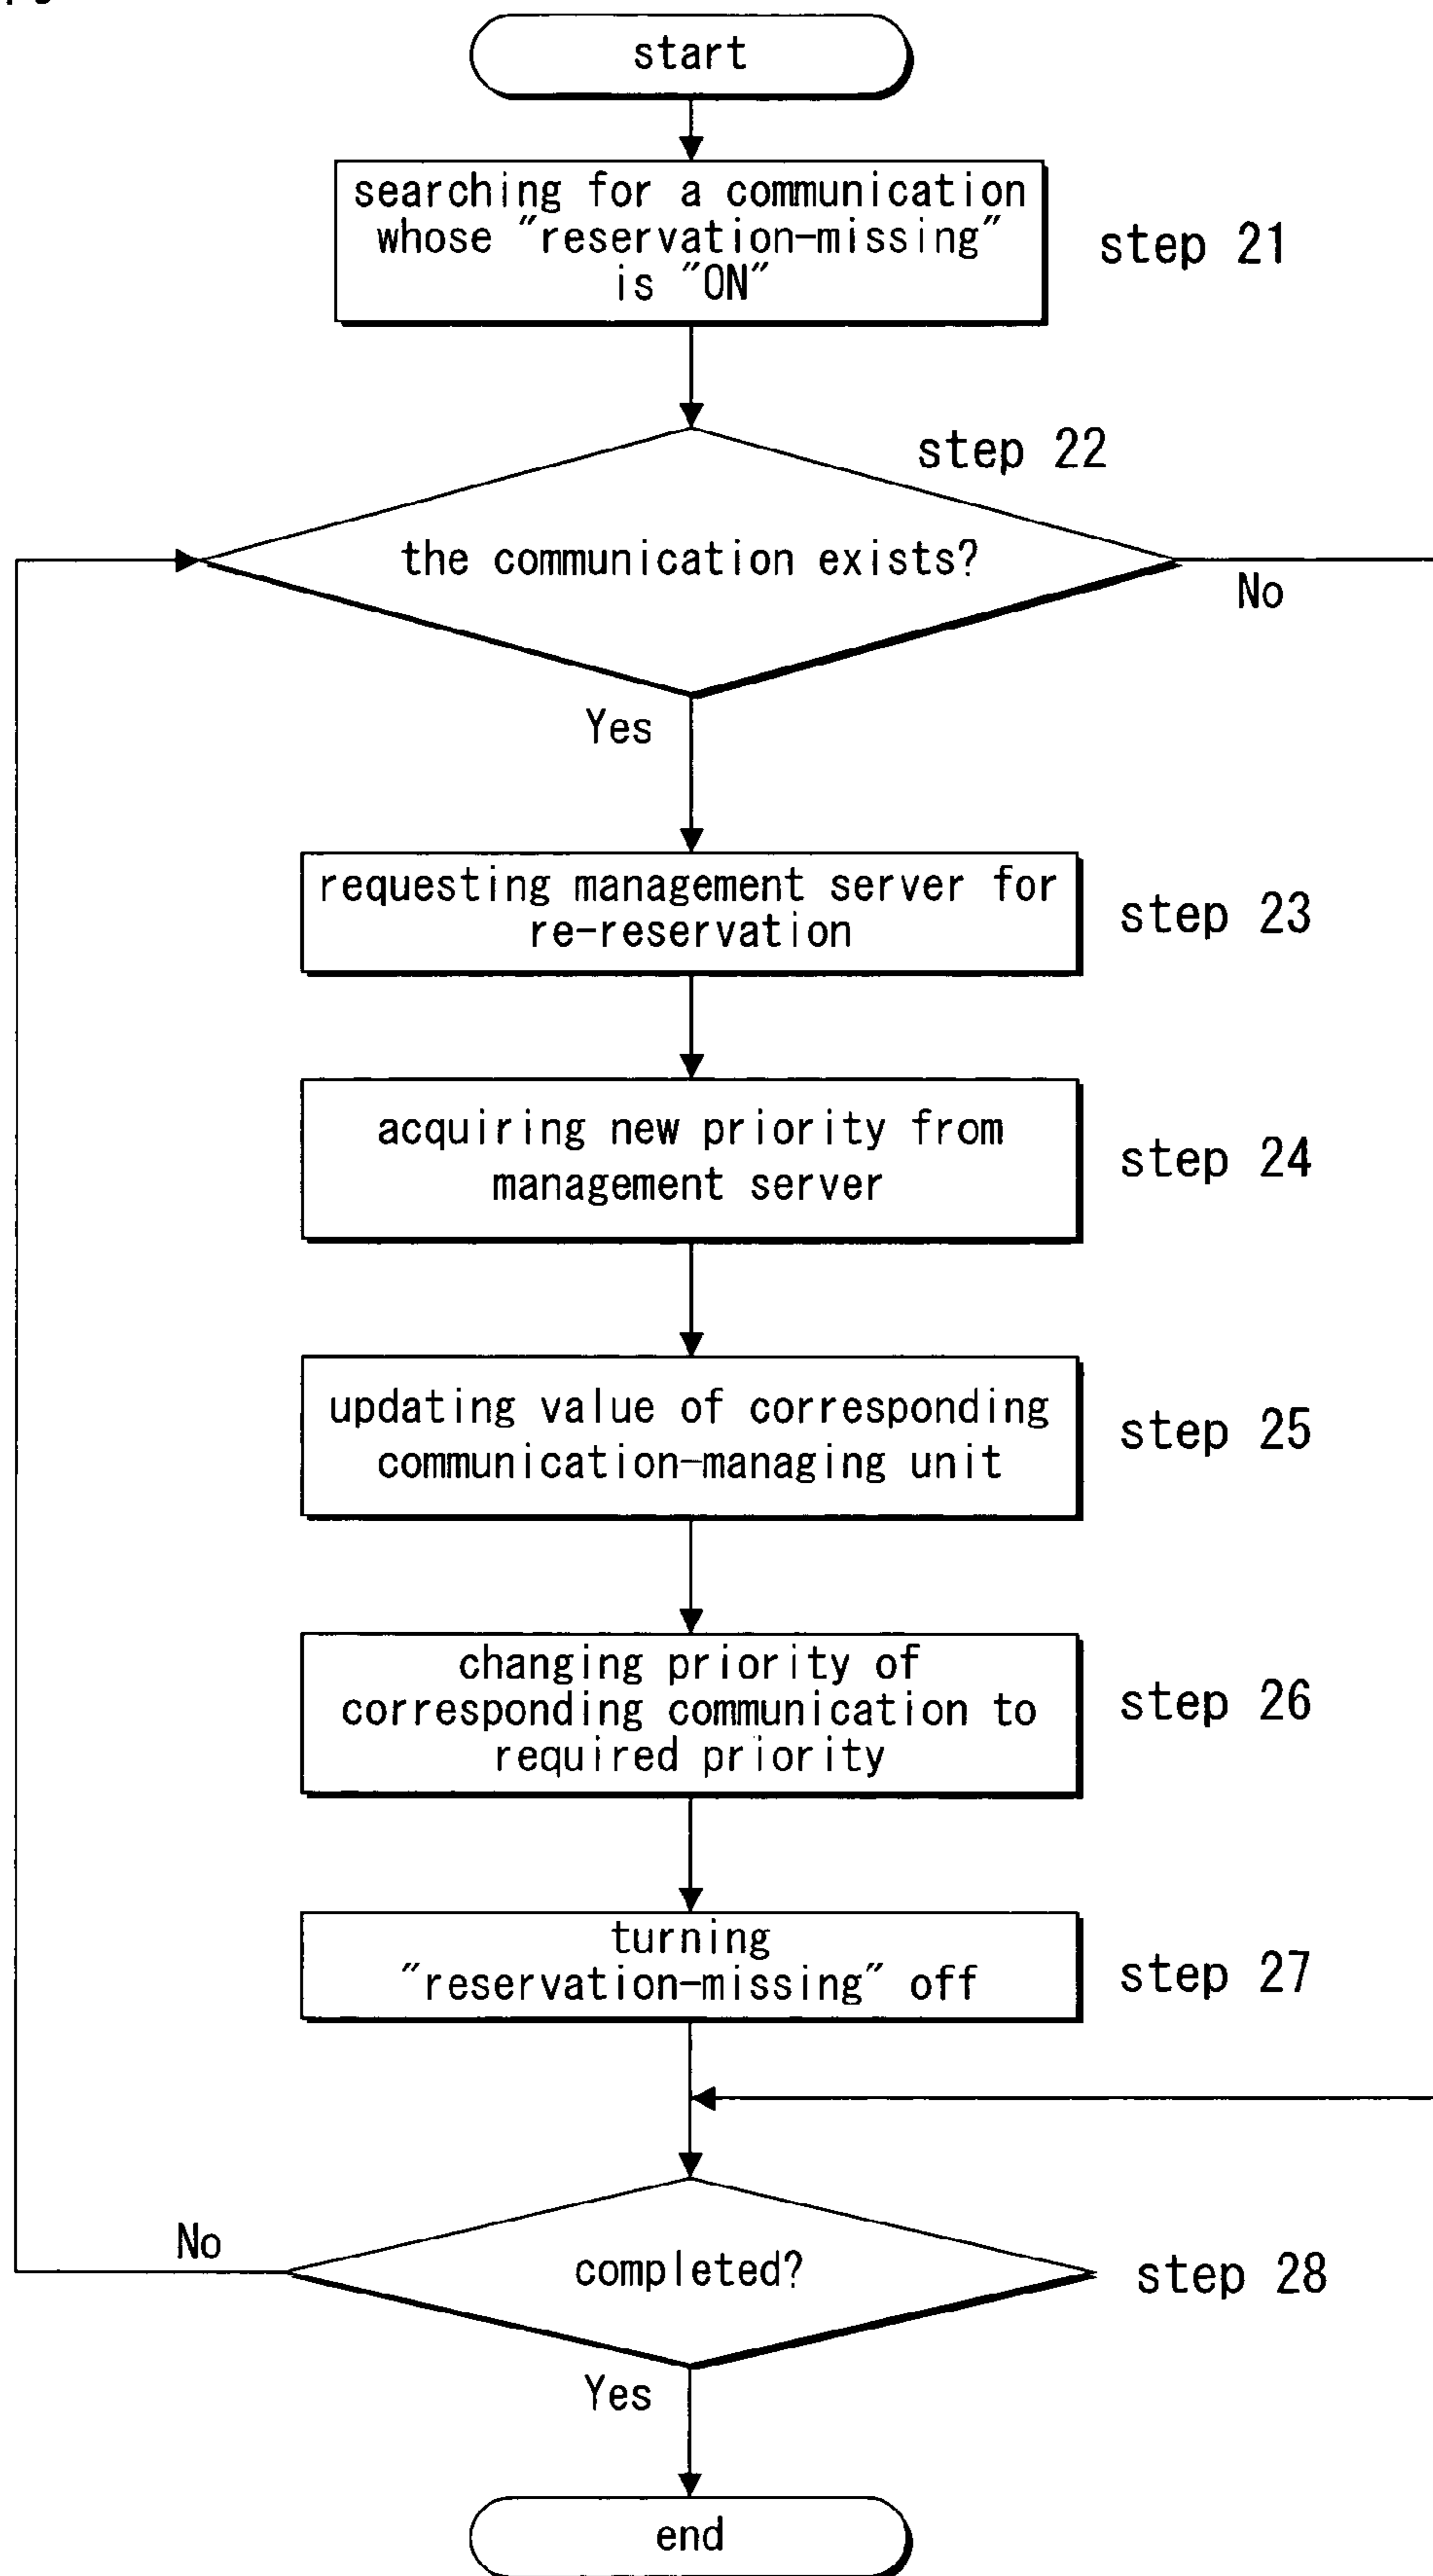 start
searching for a communication
whose "reservation-missing"
is "ON"
step 21
step 22
the communication exists?
No
Yes
requesting management server for
re-reservation
step 23
acquiring new priority from
management server
step 24
updating value of corresponding
communication-managing unit
step 25
changing priority of
corresponding communication to
required priority
step 26
turning
"reservation-missing" off
step 27
No
completed?
step 28
Yes
end